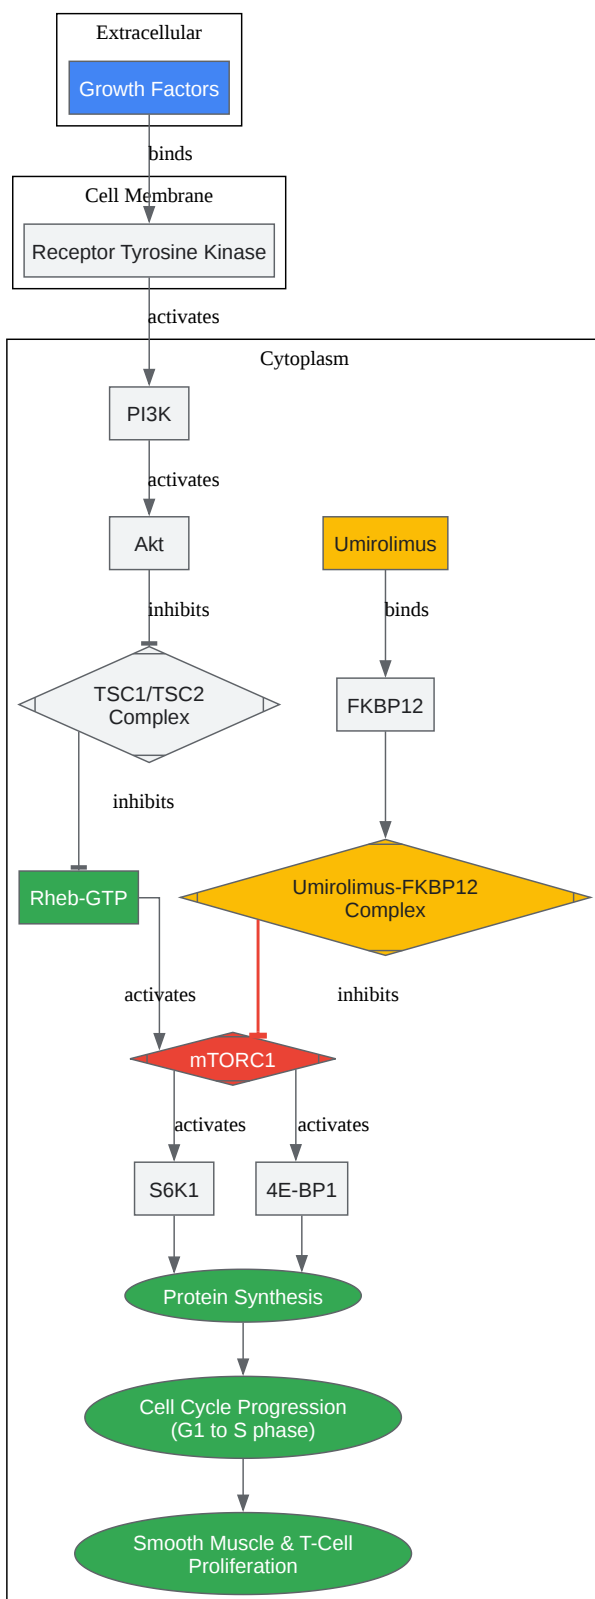 Extracellular
Growth Factors
binds
Cell Membrane
Receptor Tyrosine Kinase
activates
Cytoplasm
PI3K
activates
Akt
Umirolimus
inhibits
binds
TSC1/TSC2
Complex
FKBP12
inhibits
Rheb-GTP
Umirolimus-FKBP12
Complex
activates
inhibits
mTORC1
activates
activates
S6K1
4E-BP1
Protein Synthesis
Cell Cycle Progression
(G1 to S phase)
Smooth Muscle & T-Cell
Proliferation